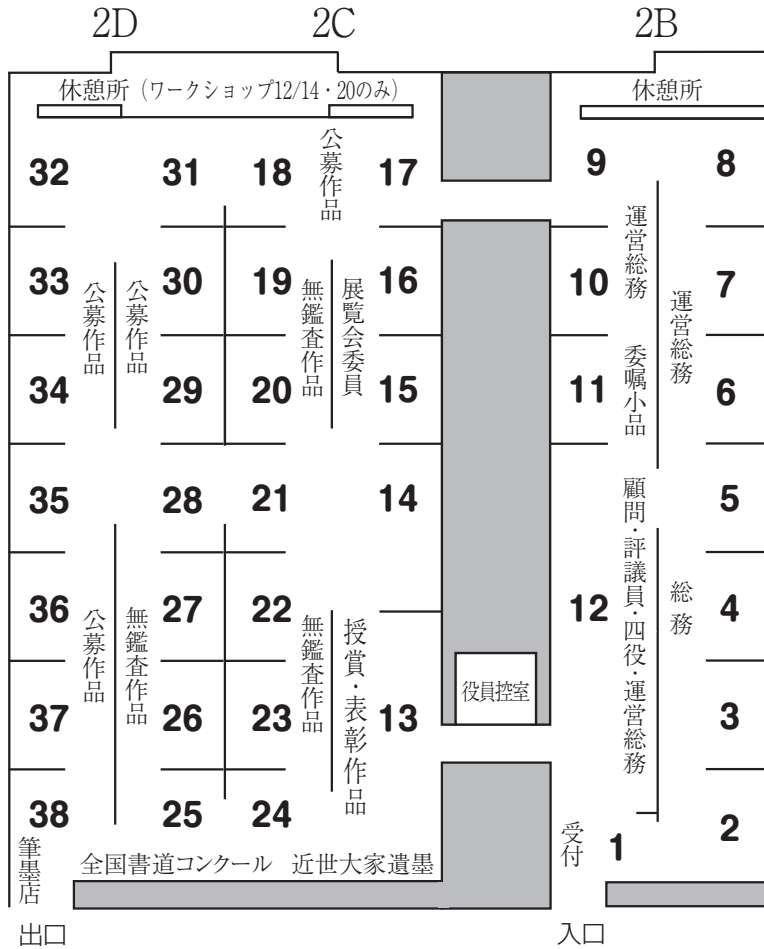 2D
2C
2B
休憩所（ワークショップ12/14・20のみ）
休憩所
32
31
18
公募作品
17
9
8
33
公募作品
公募作品
30
19
無鑑査作品
展覧会委員
16
10
運営総務
運営総務
7
34
29
20
15
11
委嘱小品
6
35
28
21
14
顧問・評議員・四役・運営総務
5
36
公募作品
無鑑査作品
27
22
無鑑査作品
授賞・表彰作品
12
総務
4
37
26
23
13
役員控室
3
38
25
24
受付
1
2
筆墨店
全国書道コンクール
近世大家遺墨
出口
入口